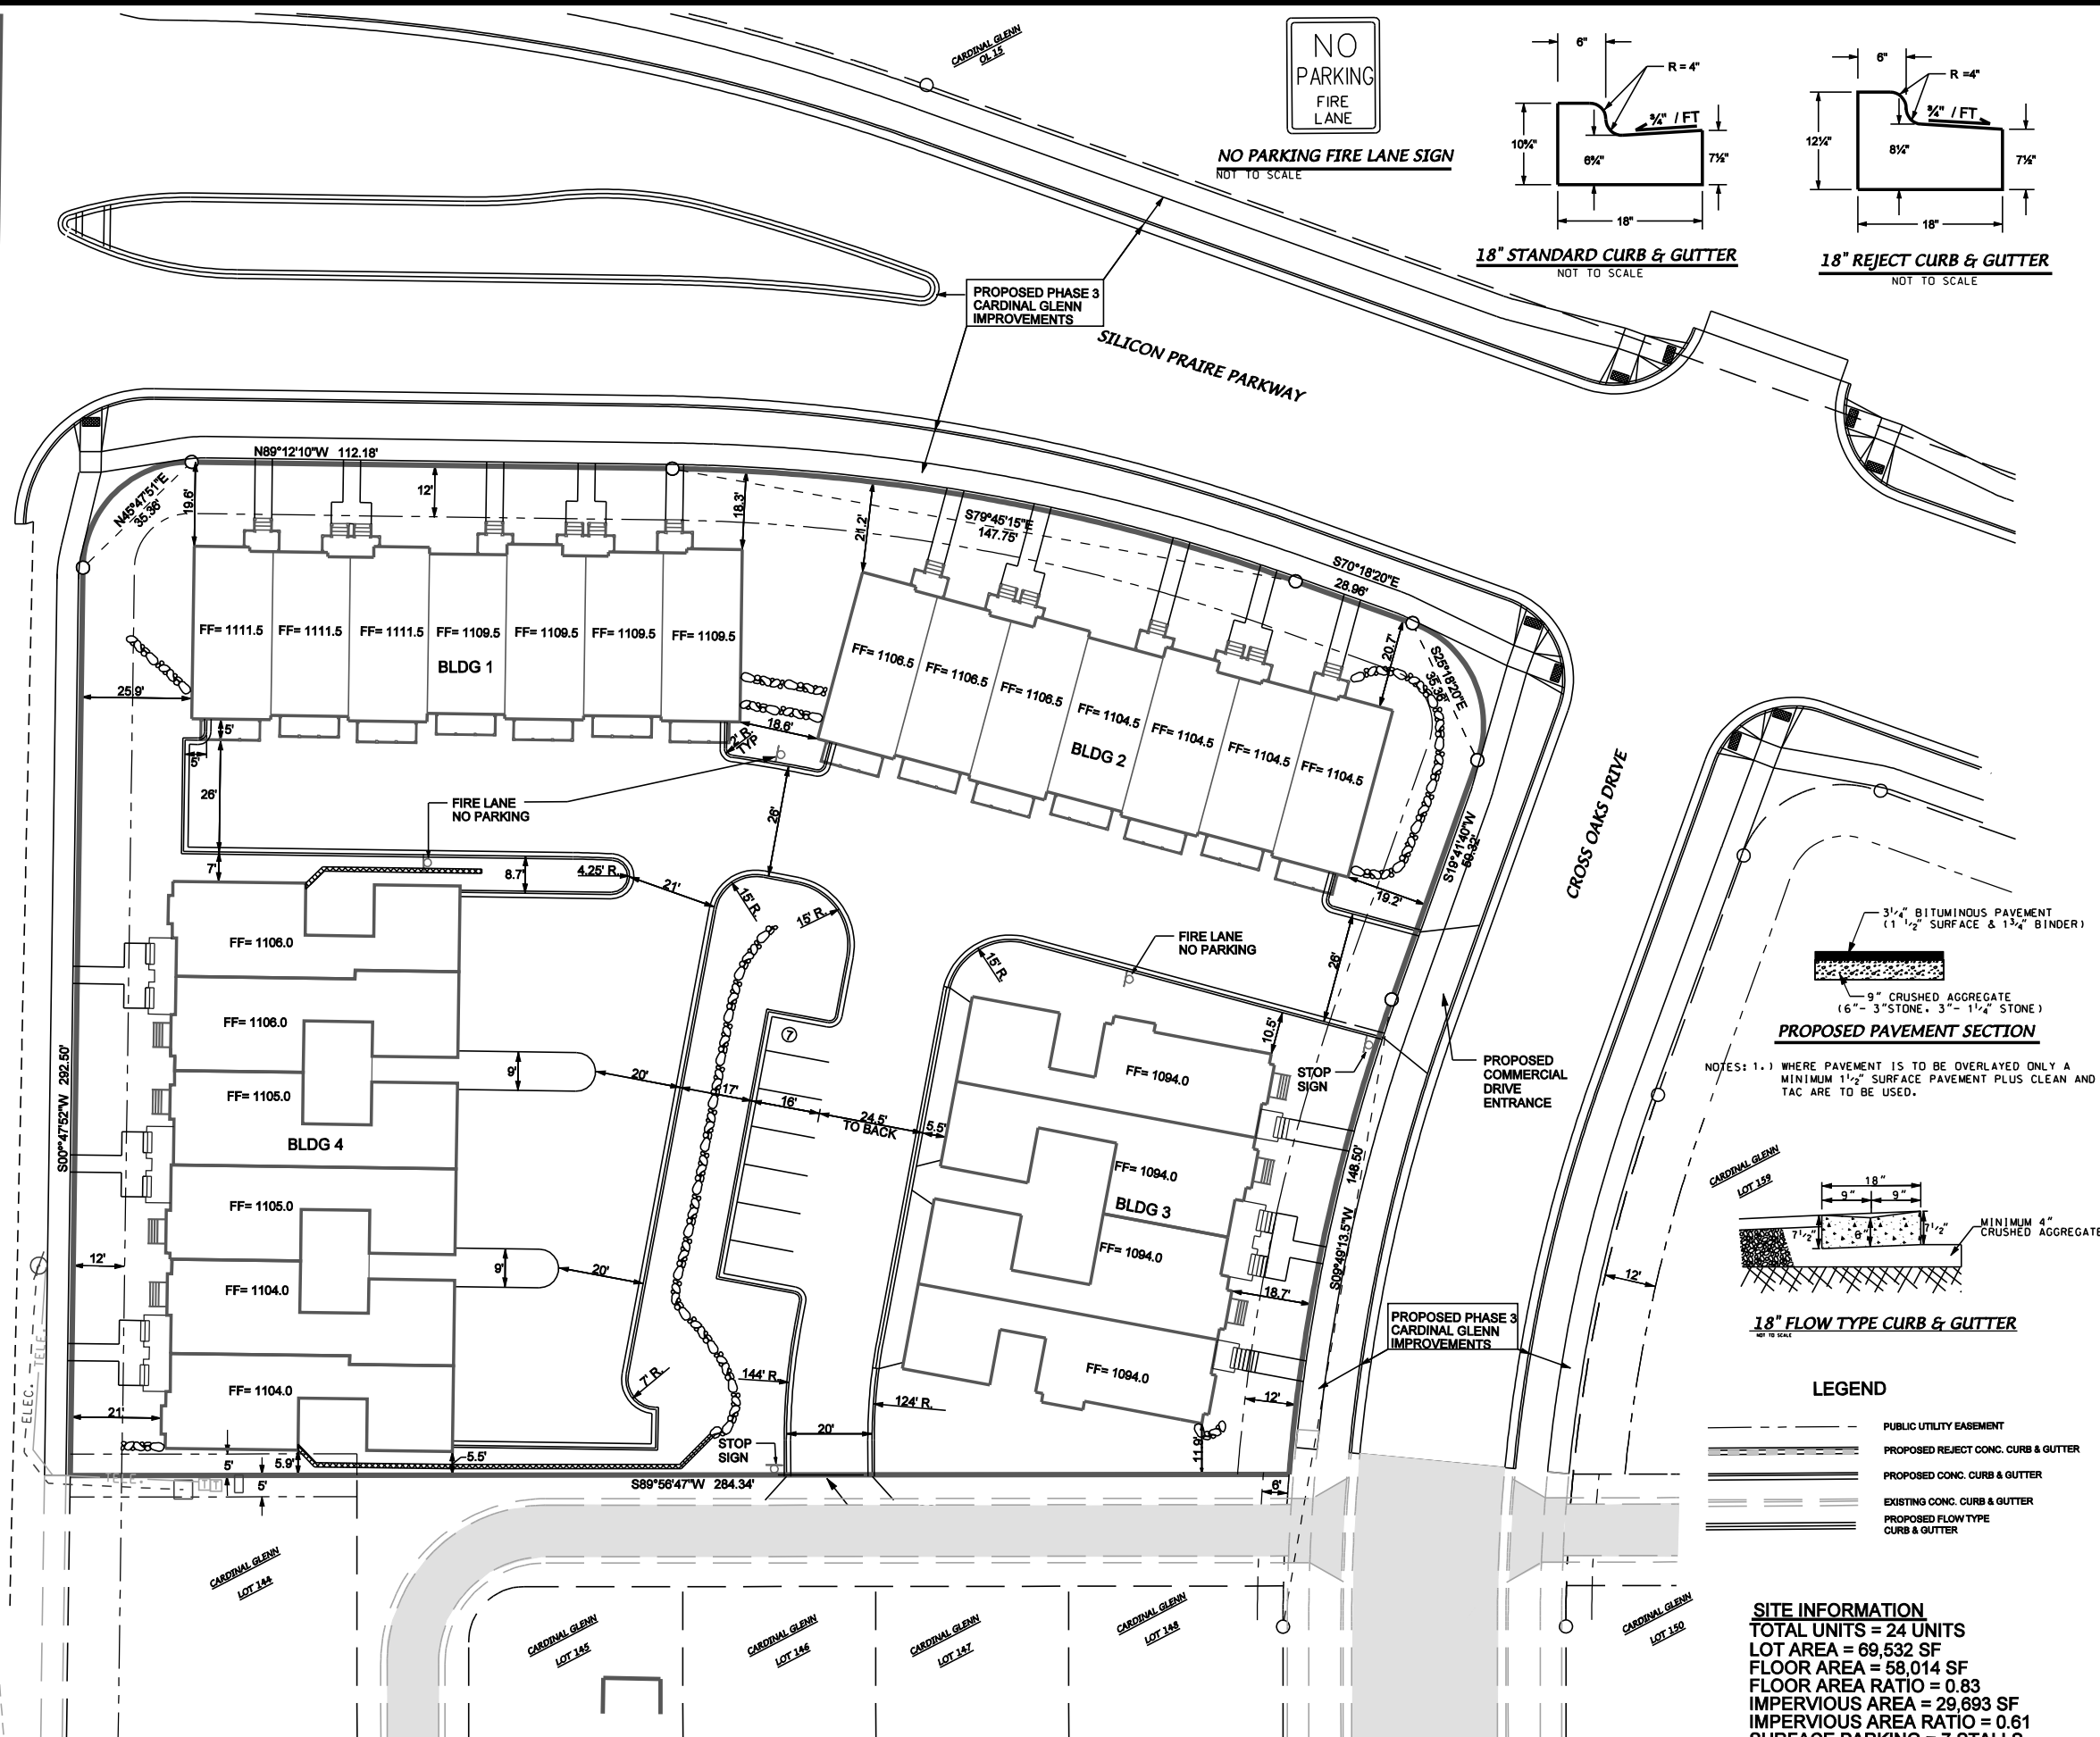 CARDINAL GLENN
OL 15
NO
PARKING
FIRE
LANE
NO PARKING FIRE LANE SIGN
NOT TO SCALE
6"
R = 4"
¾" / FT
10¾"
6¾"
7½"
18"
18" STANDARD CURB & GUTTER
NOT TO SCALE
6"
R =4"
¾" / FT
12¼"
8¼"
7½"
18"
18" REJECT CURB & GUTTER
NOT TO SCALE
PROPOSED PHASE 3
CARDINAL GLENN
IMPROVEMENTS
SILICON PRAIRE PARKWAY
N89°12'10"W 112.18'
N45°47'51"E
35.36'
19.6'
12'
18.3'
21.2'
S79°45'15"E
147.75'
S70°18'20"E
28.96'
20.7'
S25°18'20"E
35.36'
FF= 1111.5
FF= 1111.5
FF= 1111.5
FF= 1109.5
FF= 1109.5
FF= 1109.5
FF= 1109.5
BLDG 1
FF= 1106.5
FF= 1106.5
FF= 1106.5
FF= 1104.5
FF= 1104.5
FF= 1104.5
FF= 1104.5
BLDG 2
25.9'
5'
5'
18.6'
2' R.
TYP
26'
FIRE LANE
NO PARKING
26'
S19°41'40"W
59.32'
CROSS OAKS DRIVE
7'
8.7'
4.25' R.
21'
15' R.
15' R.
19.2'
26'
FIRE LANE
NO PARKING
15' R.
3¼" BITUMINOUS PAVEMENT
(1 ½" SURFACE & 1¾" BINDER)
9" CRUSHED AGGREGATE
(6"- 3"STONE, 3"- 1¼" STONE)
PROPOSED PAVEMENT SECTION
NOTES: 1.) WHERE PAVEMENT IS TO BE OVERLAYED ONLY A
MINIMUM 1½" SURFACE PAVEMENT PLUS CLEAN AND
TAC ARE TO BE USED.
FF= 1106.0
FF= 1106.0
FF= 1105.0
BLDG 4
FF= 1105.0
FF= 1104.0
FF= 1104.0
S00°47'52"W 292.50'
9'
20'
17'
16'
24.5'
TO BACK
5.5'
7
10.5'
STOP
SIGN
PROPOSED
COMMERCIAL
DRIVE
ENTRANCE
FF= 1094.0
FF= 1094.0
BLDG 3
FF= 1094.0
FF= 1094.0
148.50'
S09°49'13.5"W
12'
9'
20'
18.7'
12'
CARDINAL GLENN
LOT 159
18"
9"
9"
7½"
6"
7½"
MINIMUM 4"
CRUSHED AGGREGATE
18" FLOW TYPE CURB & GUTTER
NOT TO SCALE
PROPOSED PHASE 3
CARDINAL GLENN
IMPROVEMENTS
7' R.
144' R.
124' R.
12'
21'
20'
11.9'
STOP
SIGN
5'
5.9'
5.5'
5'
6'
ELEC.
TELE.
TELE.
S89°56'47"W 284.34'
LEGEND
PUBLIC UTILITY EASEMENT
PROPOSED REJECT CONC. CURB & GUTTER
PROPOSED CONC. CURB & GUTTER
EXISTING CONC. CURB & GUTTER
PROPOSED FLOW TYPE
CURB & GUTTER
CARDINAL GLENN
LOT 144
CARDINAL GLENN
LOT 145
CARDINAL GLENN
LOT 146
CARDINAL GLENN
LOT 147
CARDINAL GLENN
LOT 148
CARDINAL GLENN
LOT 150
SITE INFORMATION
TOTAL UNITS = 24 UNITS
LOT AREA = 69,532 SF
FLOOR AREA = 58,014 SF
FLOOR AREA RATIO = 0.83
IMPERVIOUS AREA = 29,693 SF
IMPERVIOUS AREA RATIO = 0.61
SURFACE PARKING = 7 STALLS